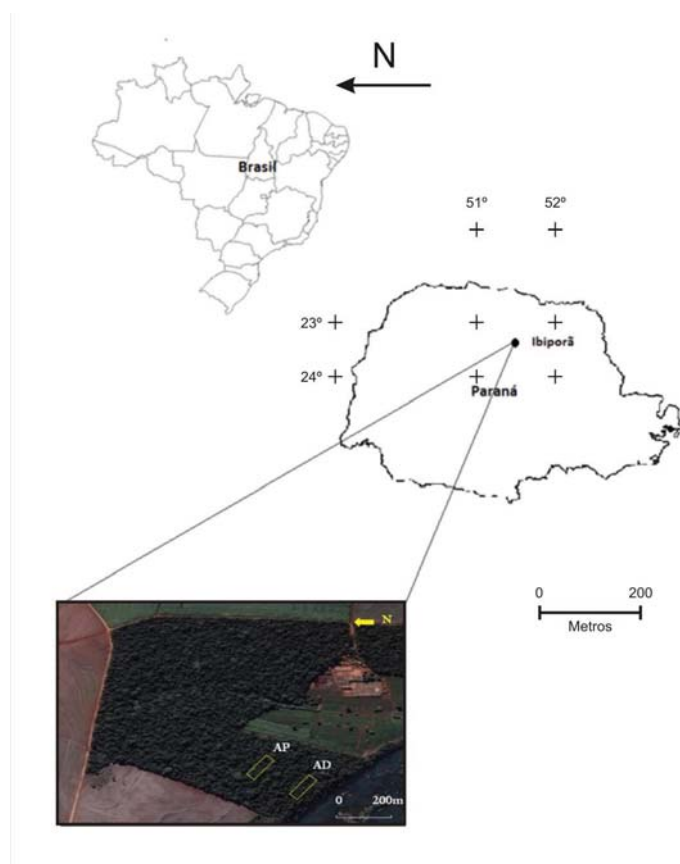 N
Brasil
51º 52º
23º
Ibiporã
24º
Paraná
0 200
Metros
N
AP
AD
0 200m